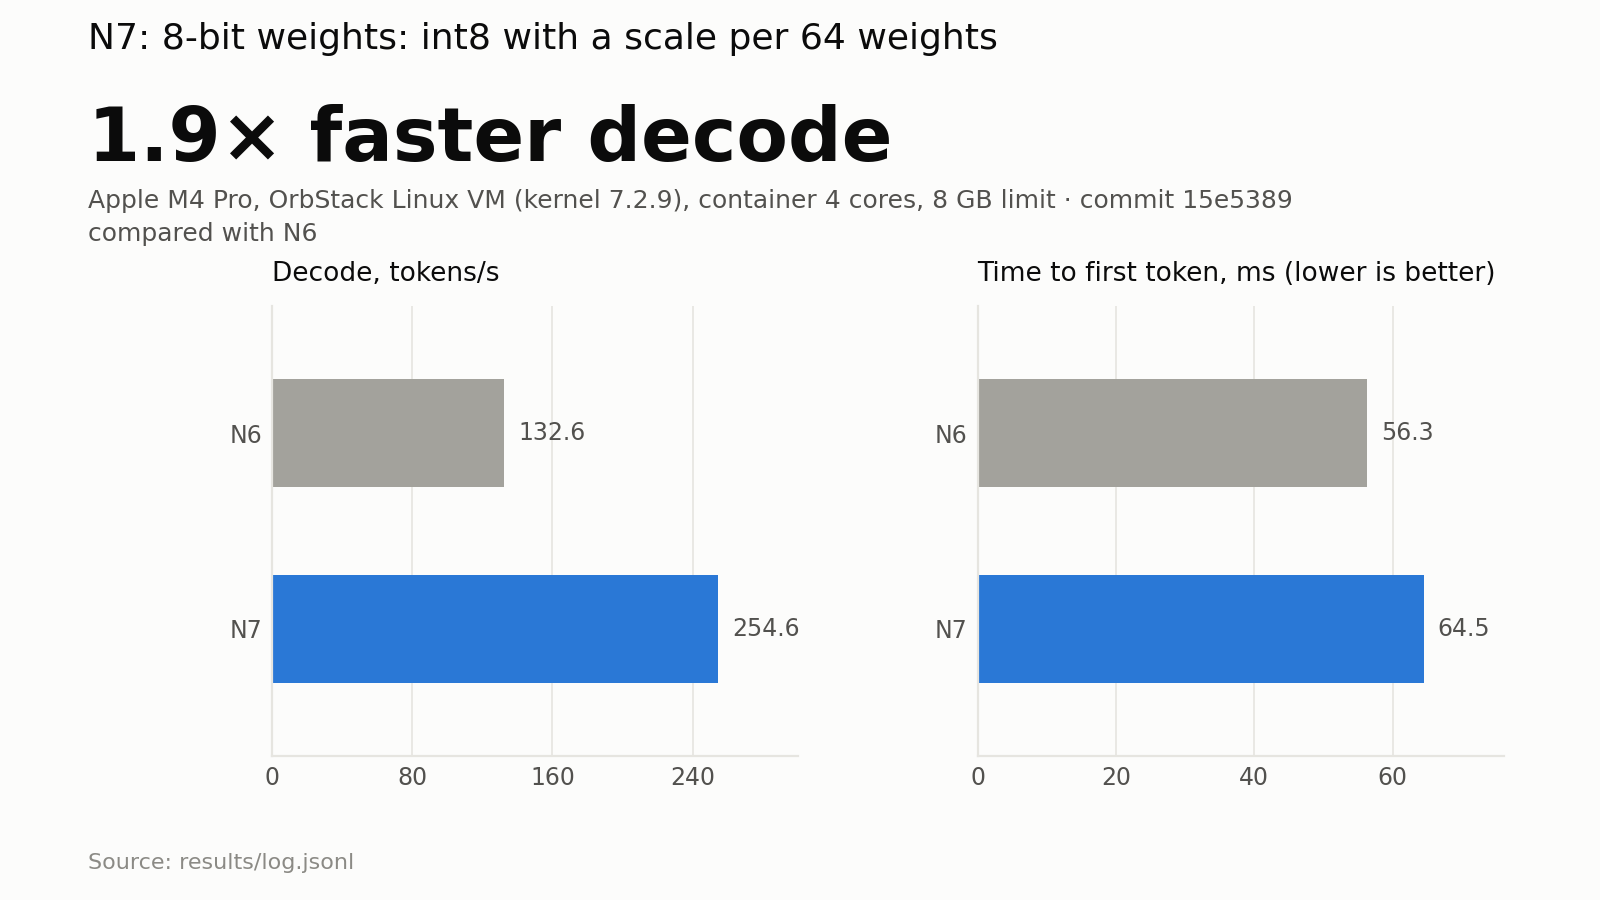 N7: 8-bit weights: int8 with a scale per 64 weights
1.9× faster decode
Apple M4 Pro, OrbStack Linux VM (kernel 7.2.9), container 4 cores, 8 GB limit · commit 15e5389
compared with N6
Decode, tokens/s
N6
132.6
N7
254.6
0 80 160 240
Time to first token, ms (lower is better)
N6
56.3
N7
64.5
0 20 40 60
Source: results/log.jsonl